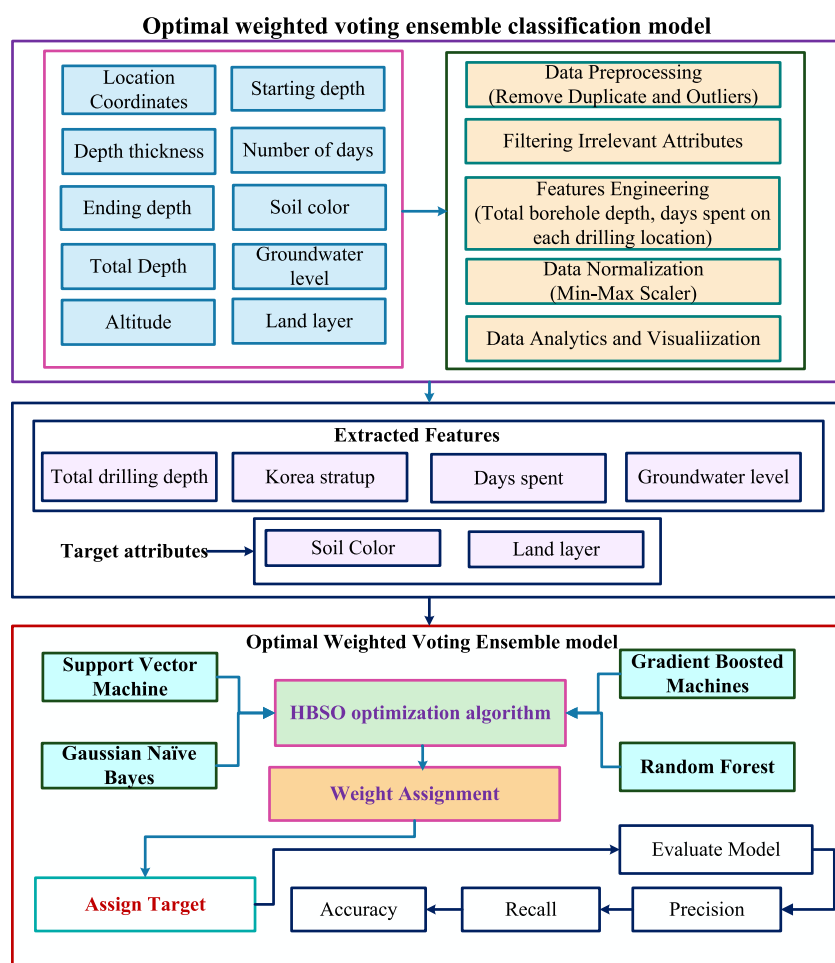 Optimal weighted voting ensemble classification model
Location
Coordinates
Starting depth
Depth thickness
Number of days
Ending depth
Soil color
Total Depth
Groundwater
level
Altitude
Land layer
Data Preprocessing
(Remove Duplicate and Outliers)
Filtering Irrelevant Attributes
Features Engineering
(Total borehole depth, days spent on
each drilling location)
Data Normalization
(Min-Max Scaler)
Data Analytics and Visualiization
Extracted Features
Total drilling depth
Korea stratup
Days spent
Groundwater level
Target attributes
Soil Color
Land layer
Optimal Weighted Voting Ensemble model
Support Vector
Machine
Gradient Boosted
Machines
HBSO optimization algorithm
Gaussian Naïve
Bayes
Random Forest
Weight Assignment
Evaluate Model
Assign Target
Accuracy
Recall
Precision